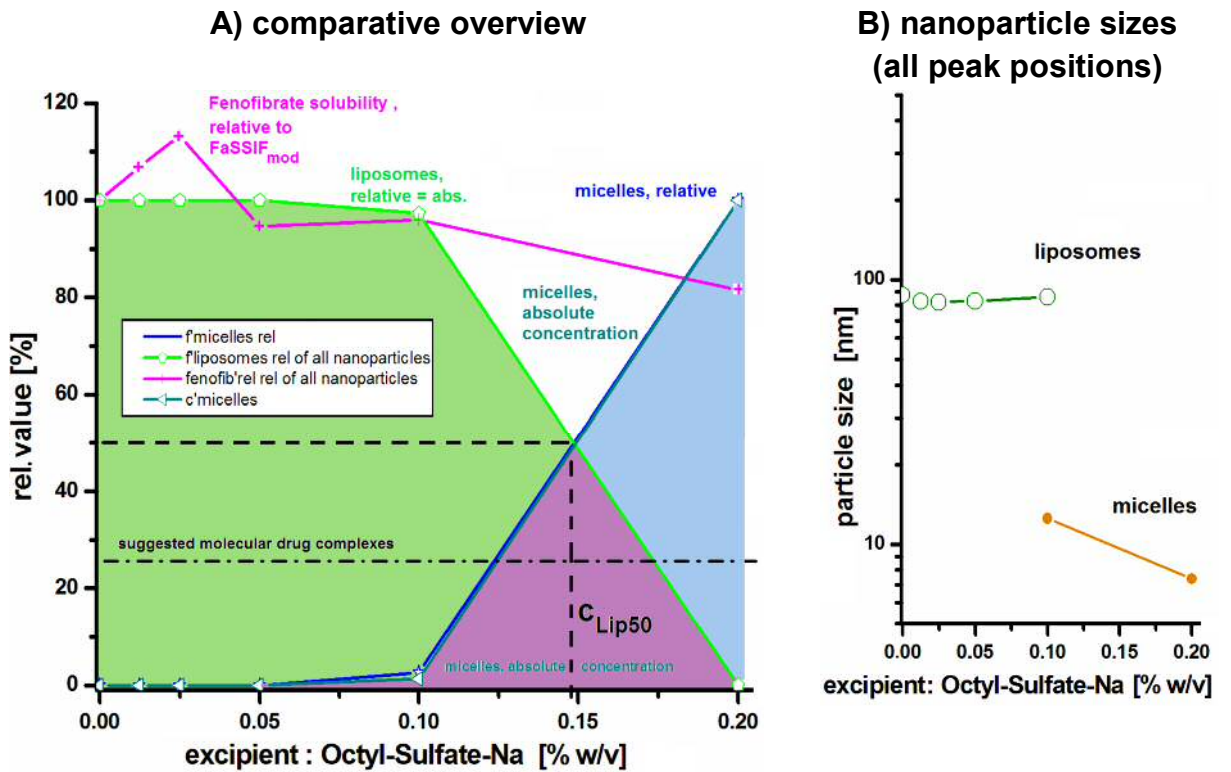 A) comparative overview
Fenofibrate solubility ,
relative to
FaSSIF mod
liposomes,
relative = abs.
micelles, relative
micelles,
absolute
concentration
f'micelles rel
f'liposomes rel of all nanoparticles
fenofib'rel rel of all nanoparticles
c'micelles
suggested molecular drug complexes
C Lip50
micelles, absolute concentration
rel.value [%]
120
100
80
60
40
20
0
0.00 0.05 0.10 0.15 0.20
excipient : Octyl-Sulfate-Na [% w/v]
B) nanoparticle sizes
(all peak positions)
liposomes
micelles
particle size [nm]
100
10
0.00 0.05 0.10 0.15 0.20
excipient: Octyl-Sulfate-Na [% w/v]